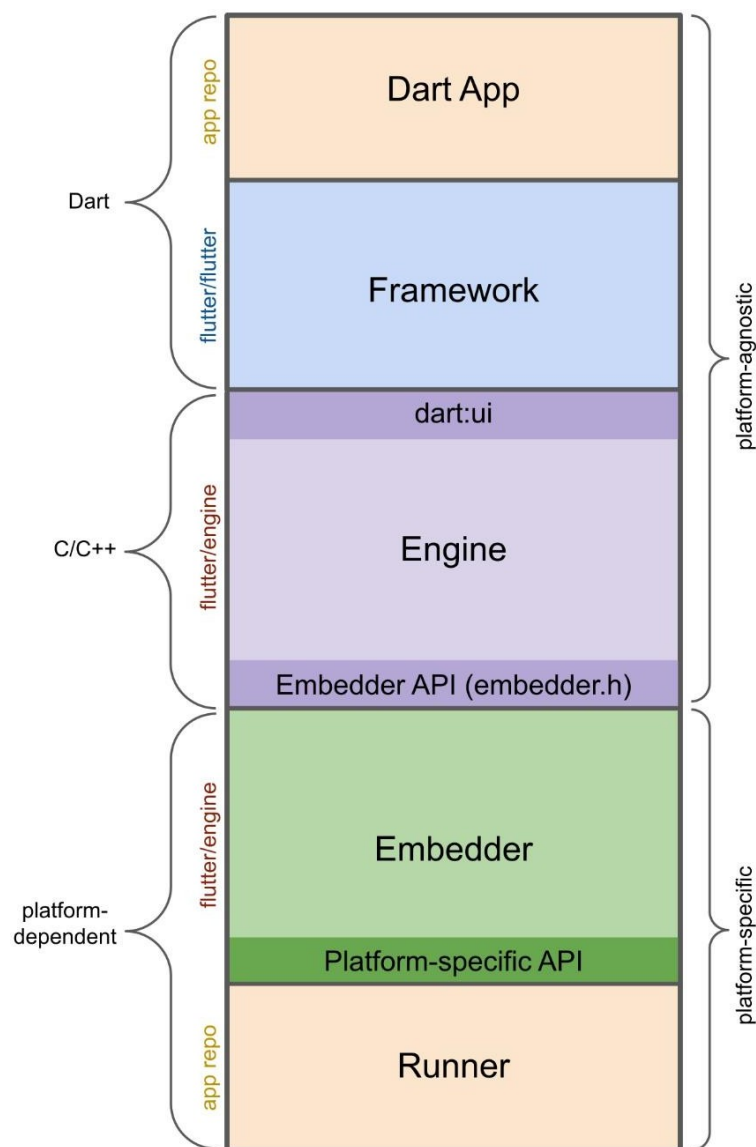 Dart App
app repo
Dart
Framework
flutter/flutter
platform-agnostic
dart:ui
Engine
C/C++
flutter/engine
Embedder API (embedder.h)
Embedder
flutter/engine
platform-
dependent
Platform-specific API
platform-specific
Runner
app repo